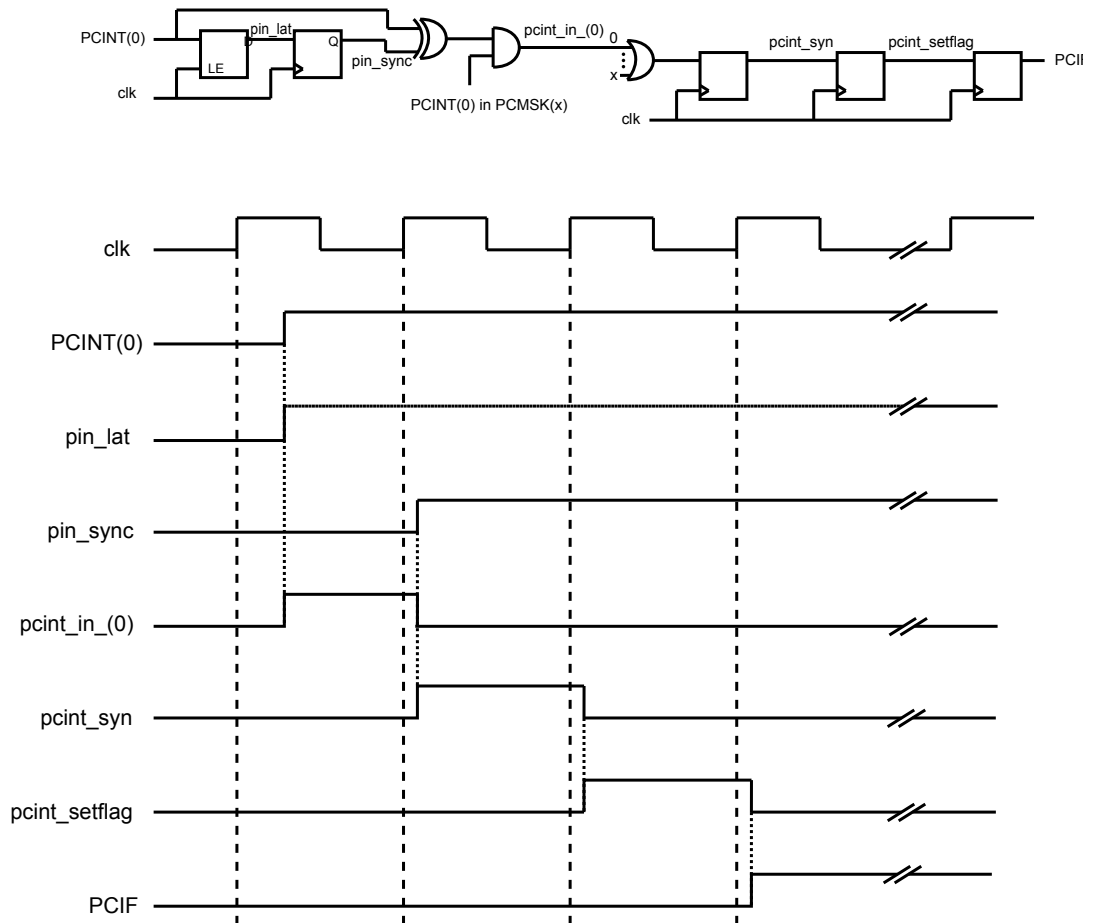 pin_lat
pcint_in_(0)
0
PCINT(0)
D
Q
pin_sync
pcint_syn
pcint_setflag
PCIF
LE
x
clk
PCINT(0) in PCMSK(x)
clk
clk
PCINT(0)
pin_lat
pin_sync
pcint_in_(0)
pcint_syn
pcint_setflag
PCIF